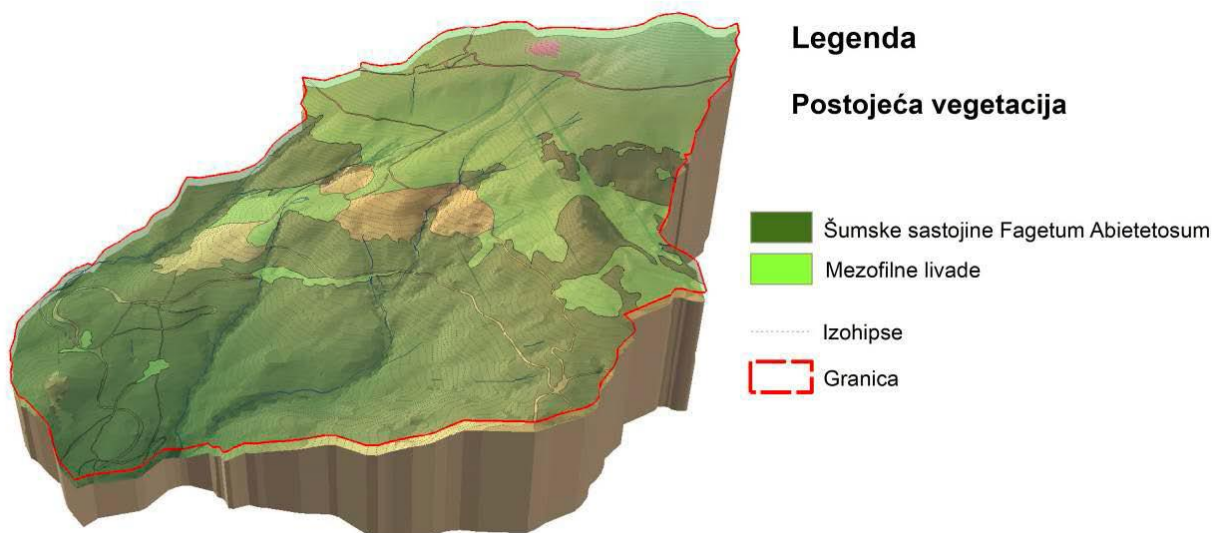 Legenda
Postojeća vegetacija
Šumske sastojine Fagetum Abietetosum
Mezofilne livade
Izohipse
Granica